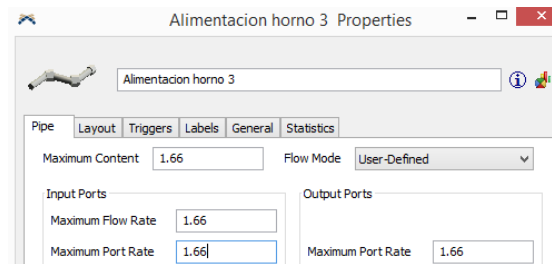 Alimentacion horno 3 Properties
Alimentacion horno 3
Pipe Layout Triggers Labels General Statistics
Maximum Content 1.66 Flow Mode User-Defined
Input Ports Output Ports
Maximum Flow Rate 1.66
Maximum Port Rate 1.66 Maximum Port Rate 1.66